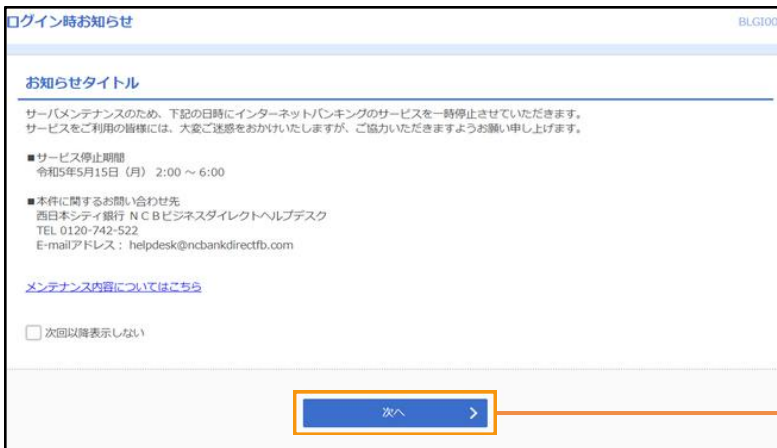 ログイン時お知らせ
BLGI00
お知らせタイトル
サーバメンテナンスのため、下記の日時にインターネットバンキングのサービスを一時停止させていただきます。
サービスをご利用の皆様には、大変ご迷惑をおかけいたしますが、ご協力いただきますようお願い申し上げます。
■サービス停止期間
令和5年5月15日（月） 2:00 ～ 6:00
■本件に関するお問い合わせ先
西日本シティ銀行 ＮＣＢビジネスダイレクトヘルプデスク
TEL 0120-742-522
E-mailアドレス： helpdesk@ncbankdirectfb.com
メンテナンス内容についてはこちら
次回以降表示しない
次へ